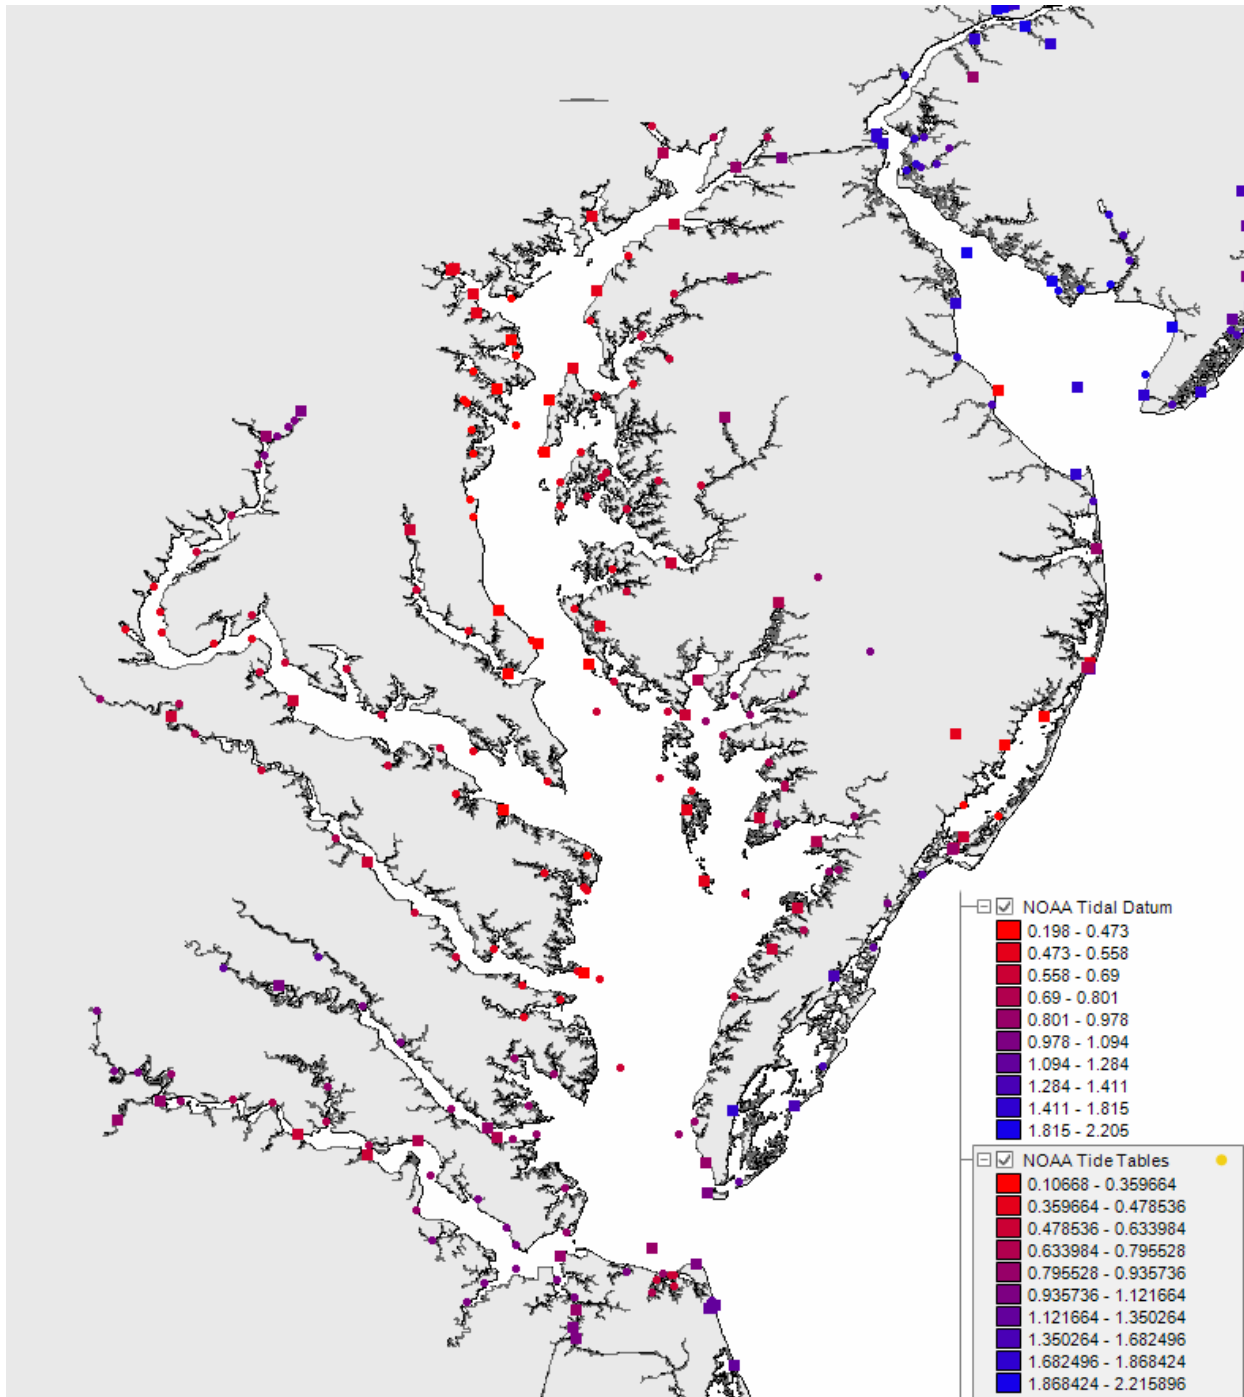 NOAA Tidal Datum
0.198 - 0.473
0.473 - 0.558
0.558 - 0.69
0.69 - 0.801
0.801 - 0.978
0.978 - 1.094
1.094 - 1.284
1.284 - 1.411
1.411 - 1.815
1.815 - 2.205
NOAA Tide Tables
0.10668 - 0.359664
0.359664 - 0.478536
0.478536 - 0.633984
0.633984 - 0.795528
0.795528 - 0.935736
0.935736 - 1.121664
1.121664 - 1.350264
1.350264 - 1.682496
1.682496 - 1.868424
1.868424 - 2.215896